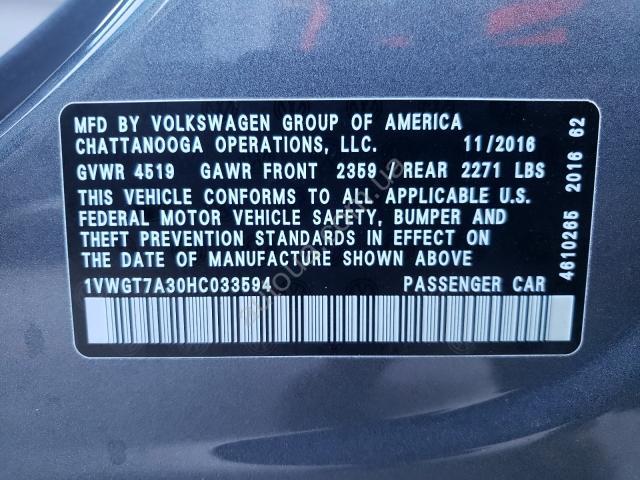 MFD BY VOLKSWAGEN GROUP OF AMERICA
CHATTANOOGA OPERATIONS, LLC. 11/2016
GVWR 4519 GAWR FRONT 2359 REAR 2271 LBS
THIS VEHICLE CONFORMS TO ALL APPLICABLE U.S.
FEDERAL MOTOR VEHICLE SAFETY, BUMPER AND
THEFT PREVENTION STANDARDS IN EFFECT ON
THE DATE OF MANUFACTURE SHOWN ABOVE
1VWGT7A30HC033594 PASSENGER CAR
4610265 2016 62